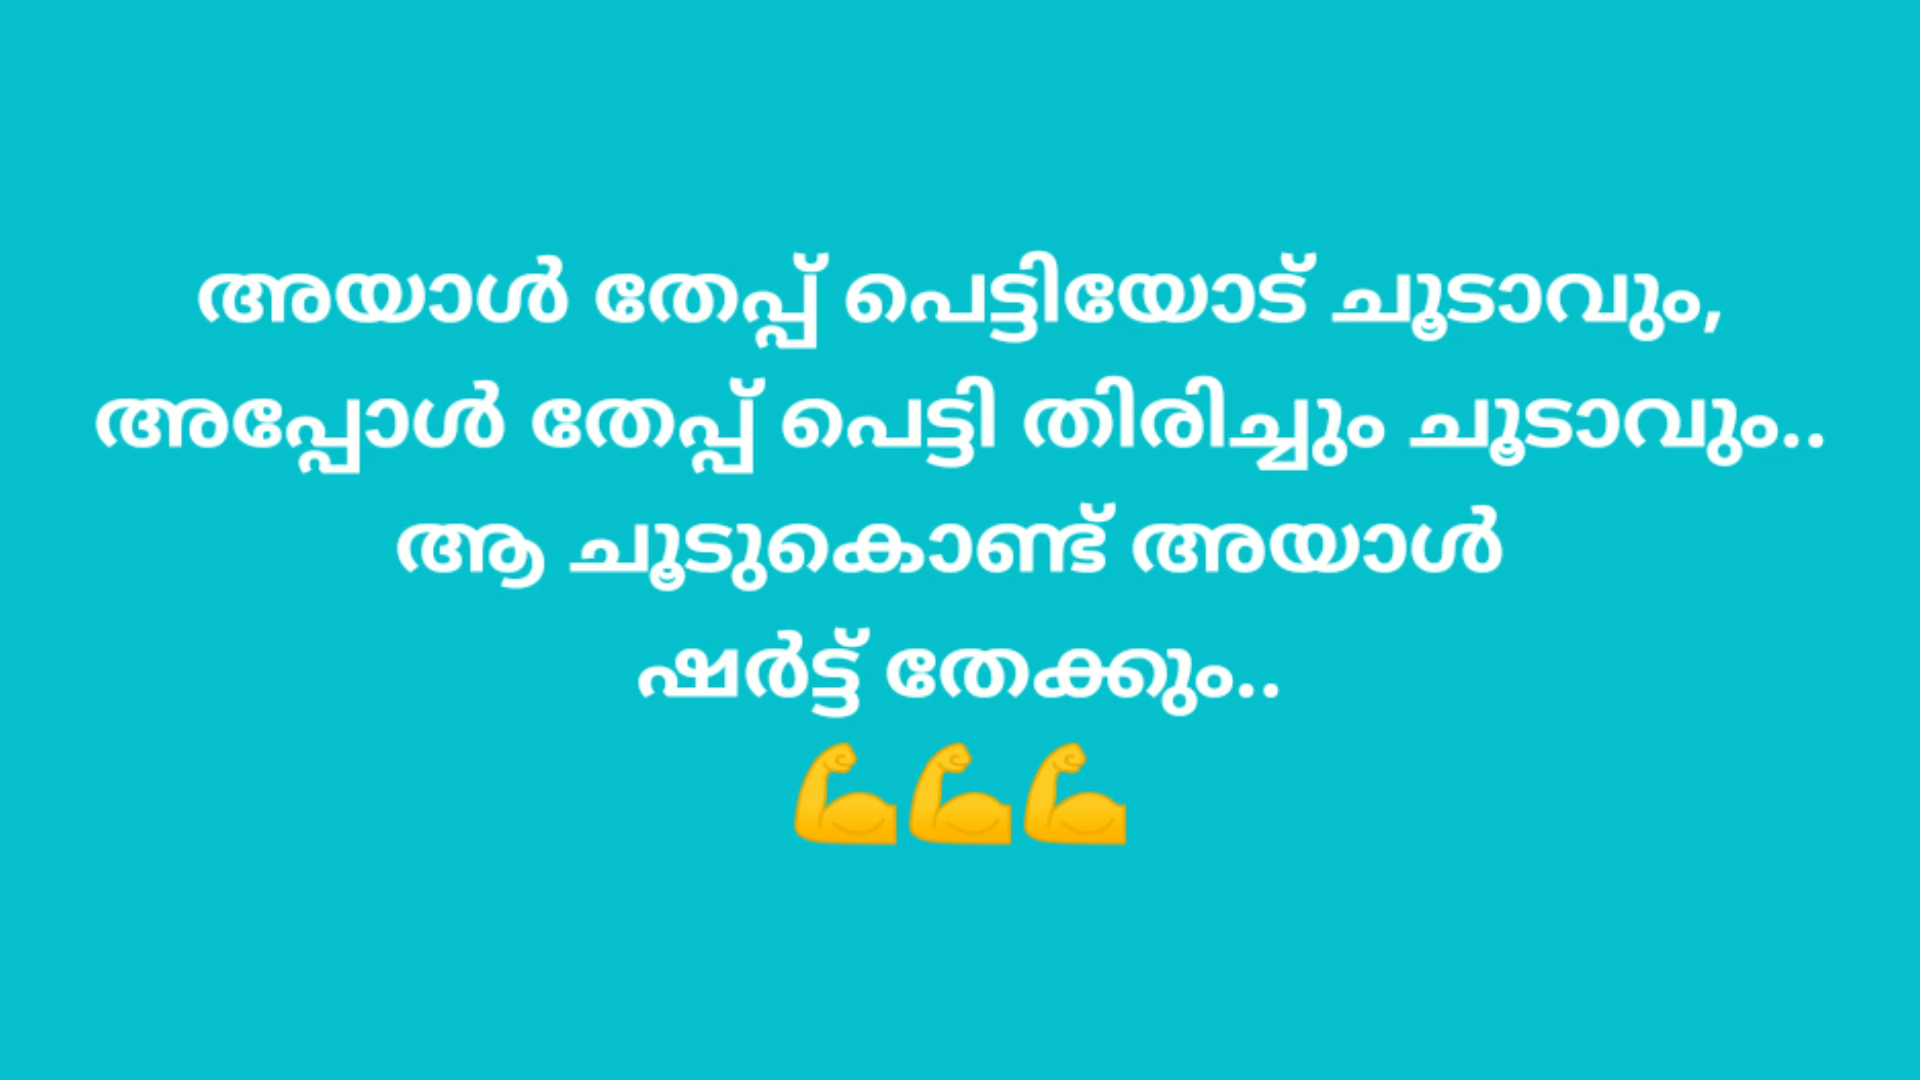 അയാൾ തേപ്പ് പെട്ടിയോട് ചൂടാവും,
അപ്പോൾ തേപ്പ് പെട്ടി തിരിച്ചും ചൂടാവും..
ആ ചൂടുകൊണ്ട് അയാൾ
ഷർട്ട് തേക്കും..
💪💪💪